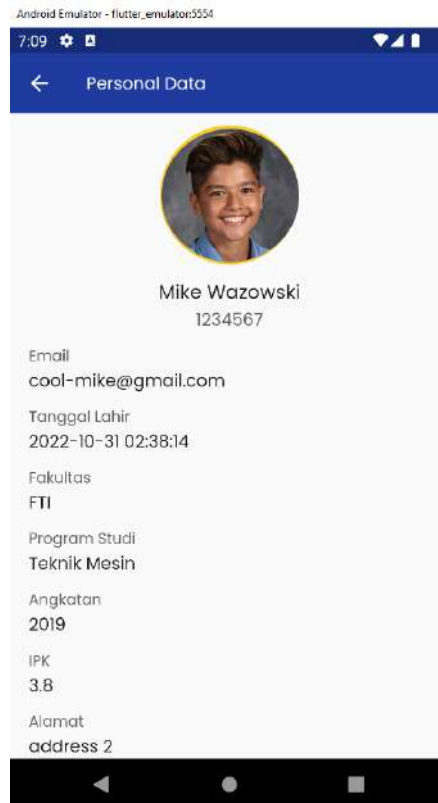 Android Emulator - flutter_emulator:5554
7:09
Personal Data
Mike Wazowski
1234567
Email
cool-mike@gmail.com
Tanggal Lahir
2022-10-31 02:38:14
Fakultas
FTI
Program Studi
Teknik Mesin
Angkatan
2019
IPK
3.8
Alamat
address 2